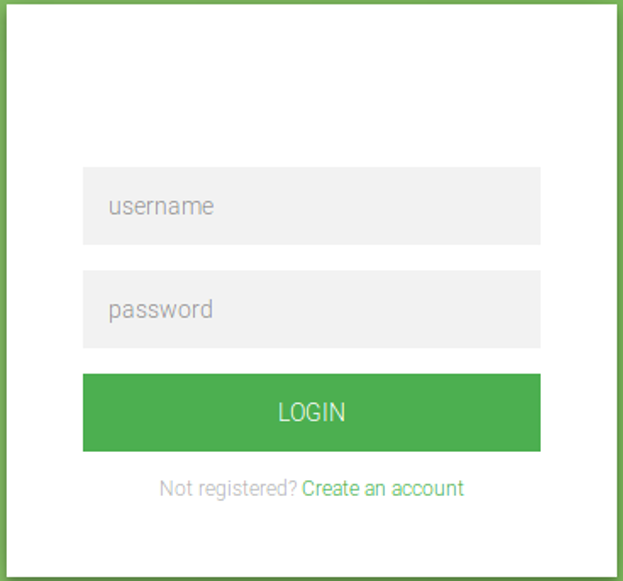 username
password
LOGIN
Not registered? Create an account